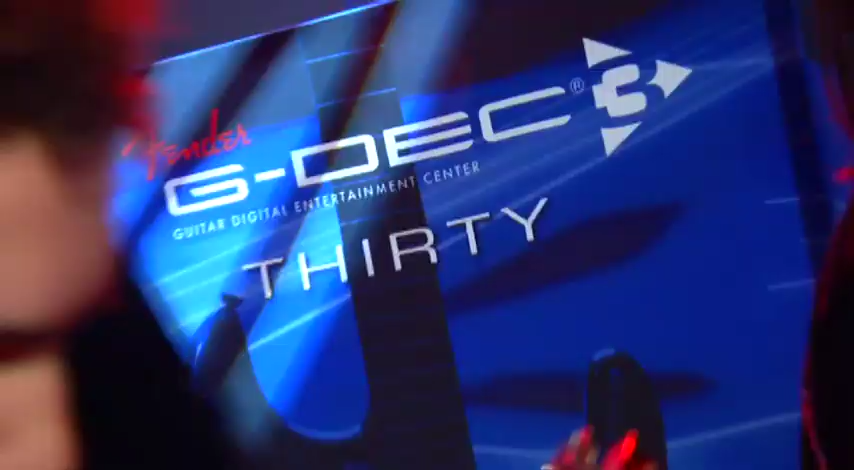 Fender
G-DEC® 3
GUITAR DIGITAL ENTERTAINMENT CENTER
THIRTY